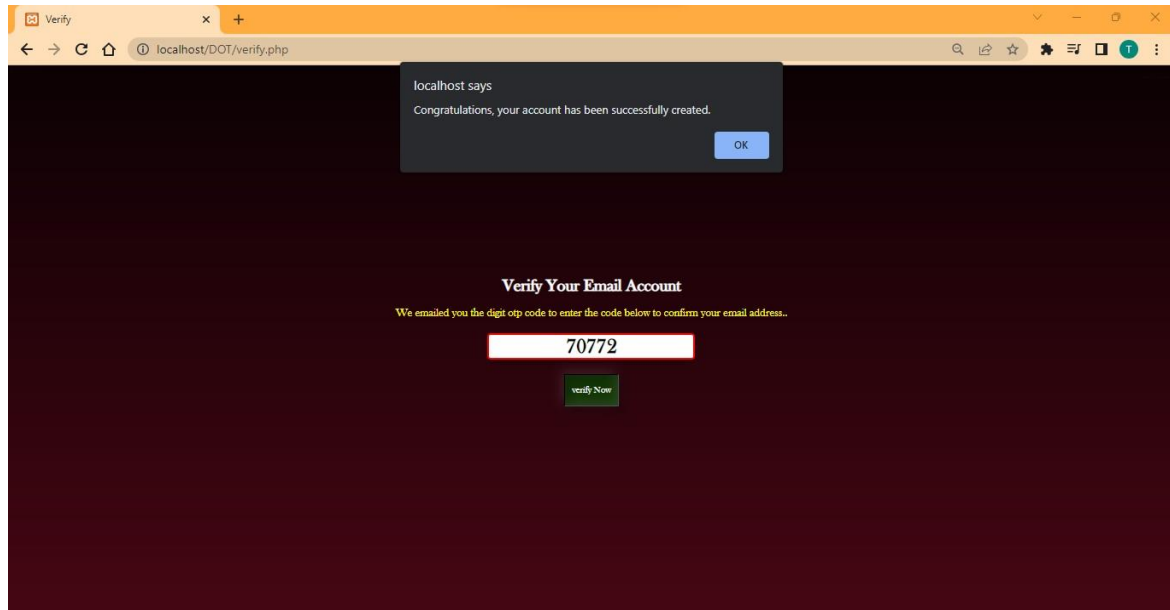 Verify
localhost/DOT/verify.php
T
localhost says
Congratulations, your account has been successfully created.
OK
Verify Your Email Account
We emailed you the digit otp code to enter the code below to confirm your email address..
70772
verify Now